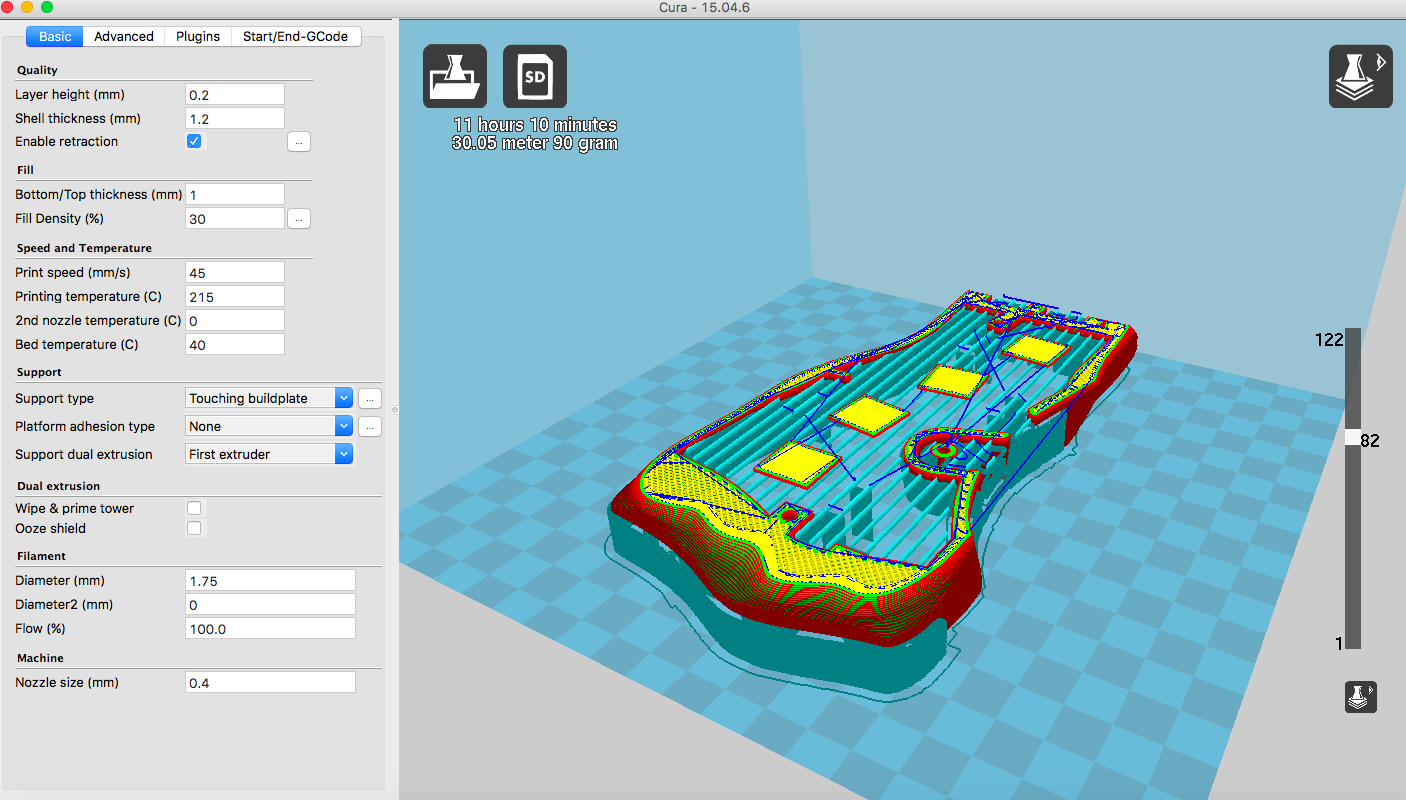 Cura - 15.04.6
Basic Advanced Plugins Start/End-GCode
Quality
Layer height (mm) 0.2
Shell thickness (mm) 1.2
Enable retraction ...
Fill
Bottom/Top thickness (mm) 1
Fill Density (%) 30 ...
Speed and Temperature
Print speed (mm/s) 45
Printing temperature (C) 215
2nd nozzle temperature (C) 0
Bed temperature (C) 40
Support
Support type Touching buildplate ...
Platform adhesion type None ...
Support dual extrusion First extruder
Dual extrusion
Wipe & prime tower
Ooze shield
Filament
Diameter (mm) 1.75
Diameter2 (mm) 0
Flow (%) 100.0
Machine
Nozzle size (mm) 0.4
SD
11 hours 10 minutes
30.05 meter 90 gram
122
82
1